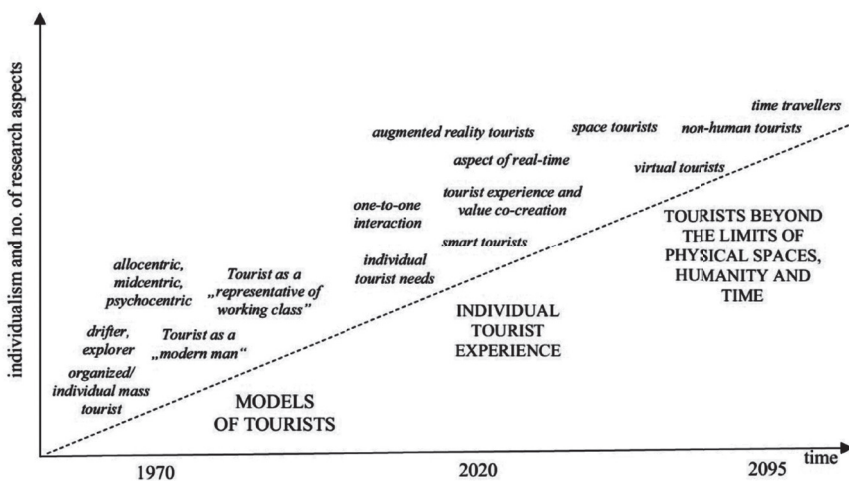 individualism and no. of research aspects
time travellers
augmented reality tourists
space tourists
non-human tourists
aspect of real-time
virtual tourists
one-to-one
interaction
tourist experience and
value co-creation
smart tourists
individual
tourist needs
allocentric,
midcentric,
psychocentric
Tourist as a
„representative of
working class”
drifter,
explorer
Tourist as a
„modern man“
organized/
individual mass
tourist
MODELS
OF TOURISTS
INDIVIDUAL
TOURIST
EXPERIENCE
TOURISTS BEYOND
THE LIMITS OF
PHYSICAL SPACES,
HUMANITY AND
TIME
time
1970
2020
2095